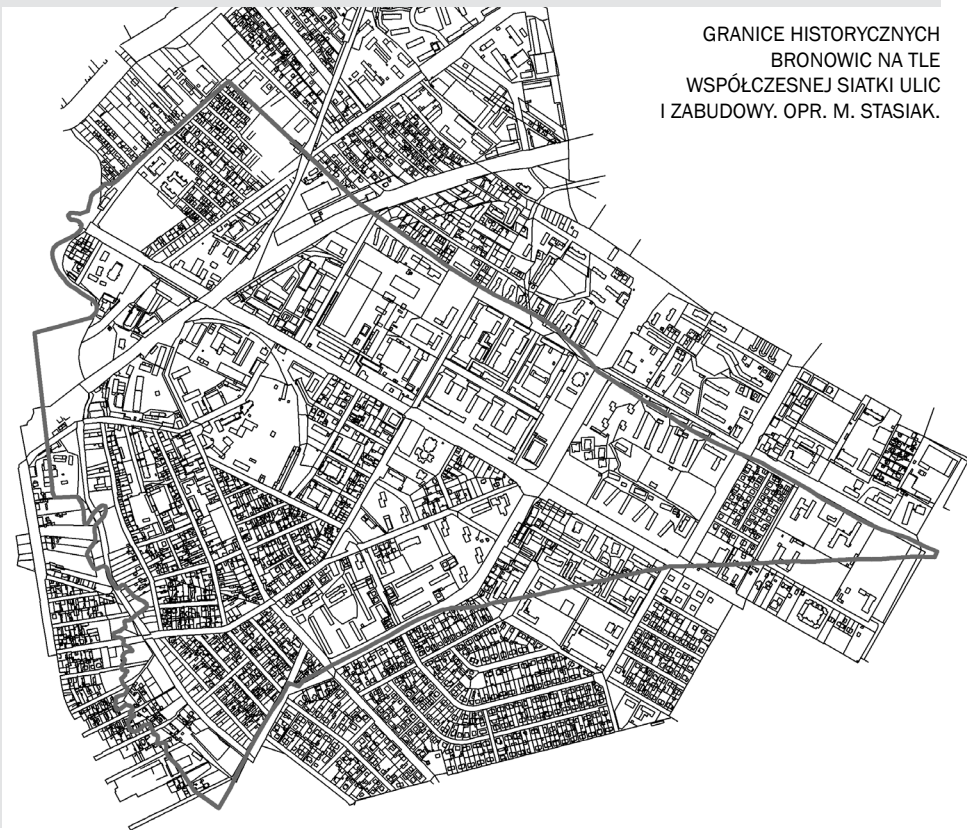 GRANICE HISTORYCZNYCH
BRONOWIC NA TLE
WSPÓŁCZESNEJ SIATKI ULIC
I ZABUDOWY. OPR. M. STASIAK.